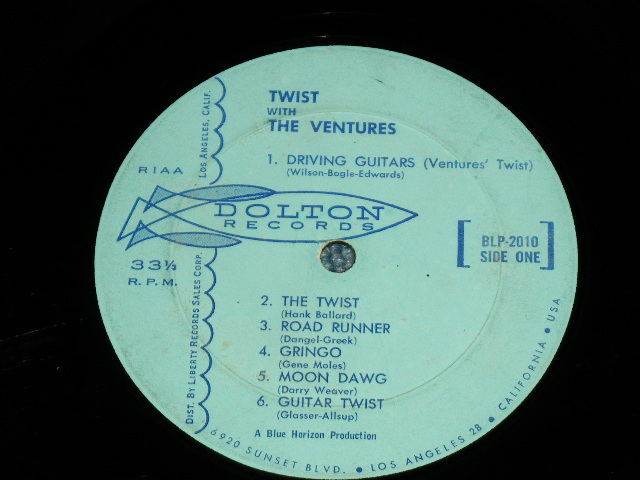 TWIST
WITH
THE VENTURES
1. DRIVING GUITARS (Ventures' Twist)
(Wilson-Bogle-Edwards)
RIAA
DOLTON
RECORDS
33⅓
R.P.M.
BLP-2010
SIDE ONE
2. THE TWIST
(Hank Ballard)
3. ROAD RUNNER
(Dangel-Greek)
4. GRINGO
(Gene Moles)
5. MOON DAWG
(Darry Weaver)
6. GUITAR TWIST
(Glasser-Allsup)
A Blue Horizon Production
DIST. BY LIBERTY RECORDS SALES CORP.
LOS ANGELES, CALIF.
6920 SUNSET BLVD. • LOS ANGELES 28 • CALIFORNIA • USA